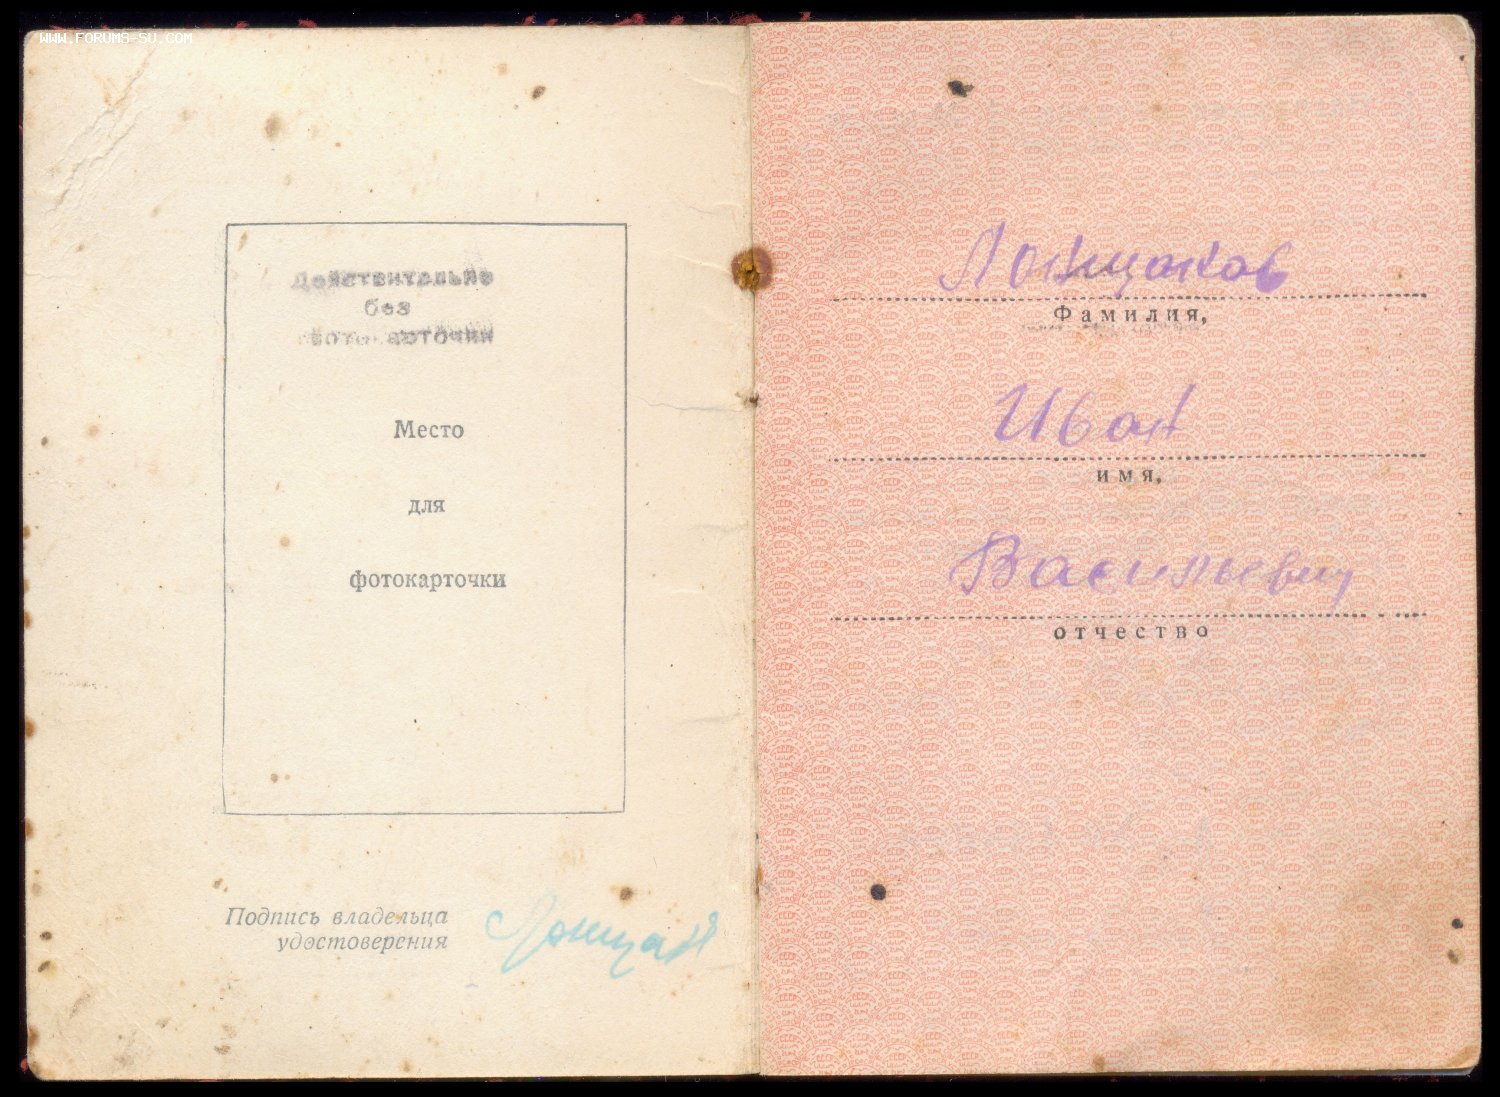 WWW.FORUMS-SU.COM
Действительно
без
фотокарточки
Место
для
фотокарточки
Подпись владельца
удостоверения
Лонщаков
Фамилия,
Иван
имя,
Васильевич
отчество